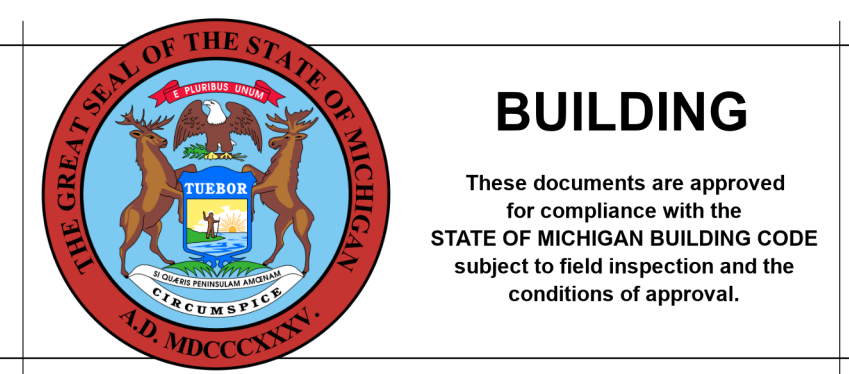 THE GREAT SEAL OF THE STATE OF MICHIGAN
E PLURIBUS UNUM
TUEBOR
SI QUÆRIS PENINSULAM AMŒNAM
CIRCUMSPICE
A.D. MDCCCXXXV.
BUILDING
These documents are approved
for compliance with the
STATE OF MICHIGAN BUILDING CODE
subject to field inspection and the
conditions of approval.